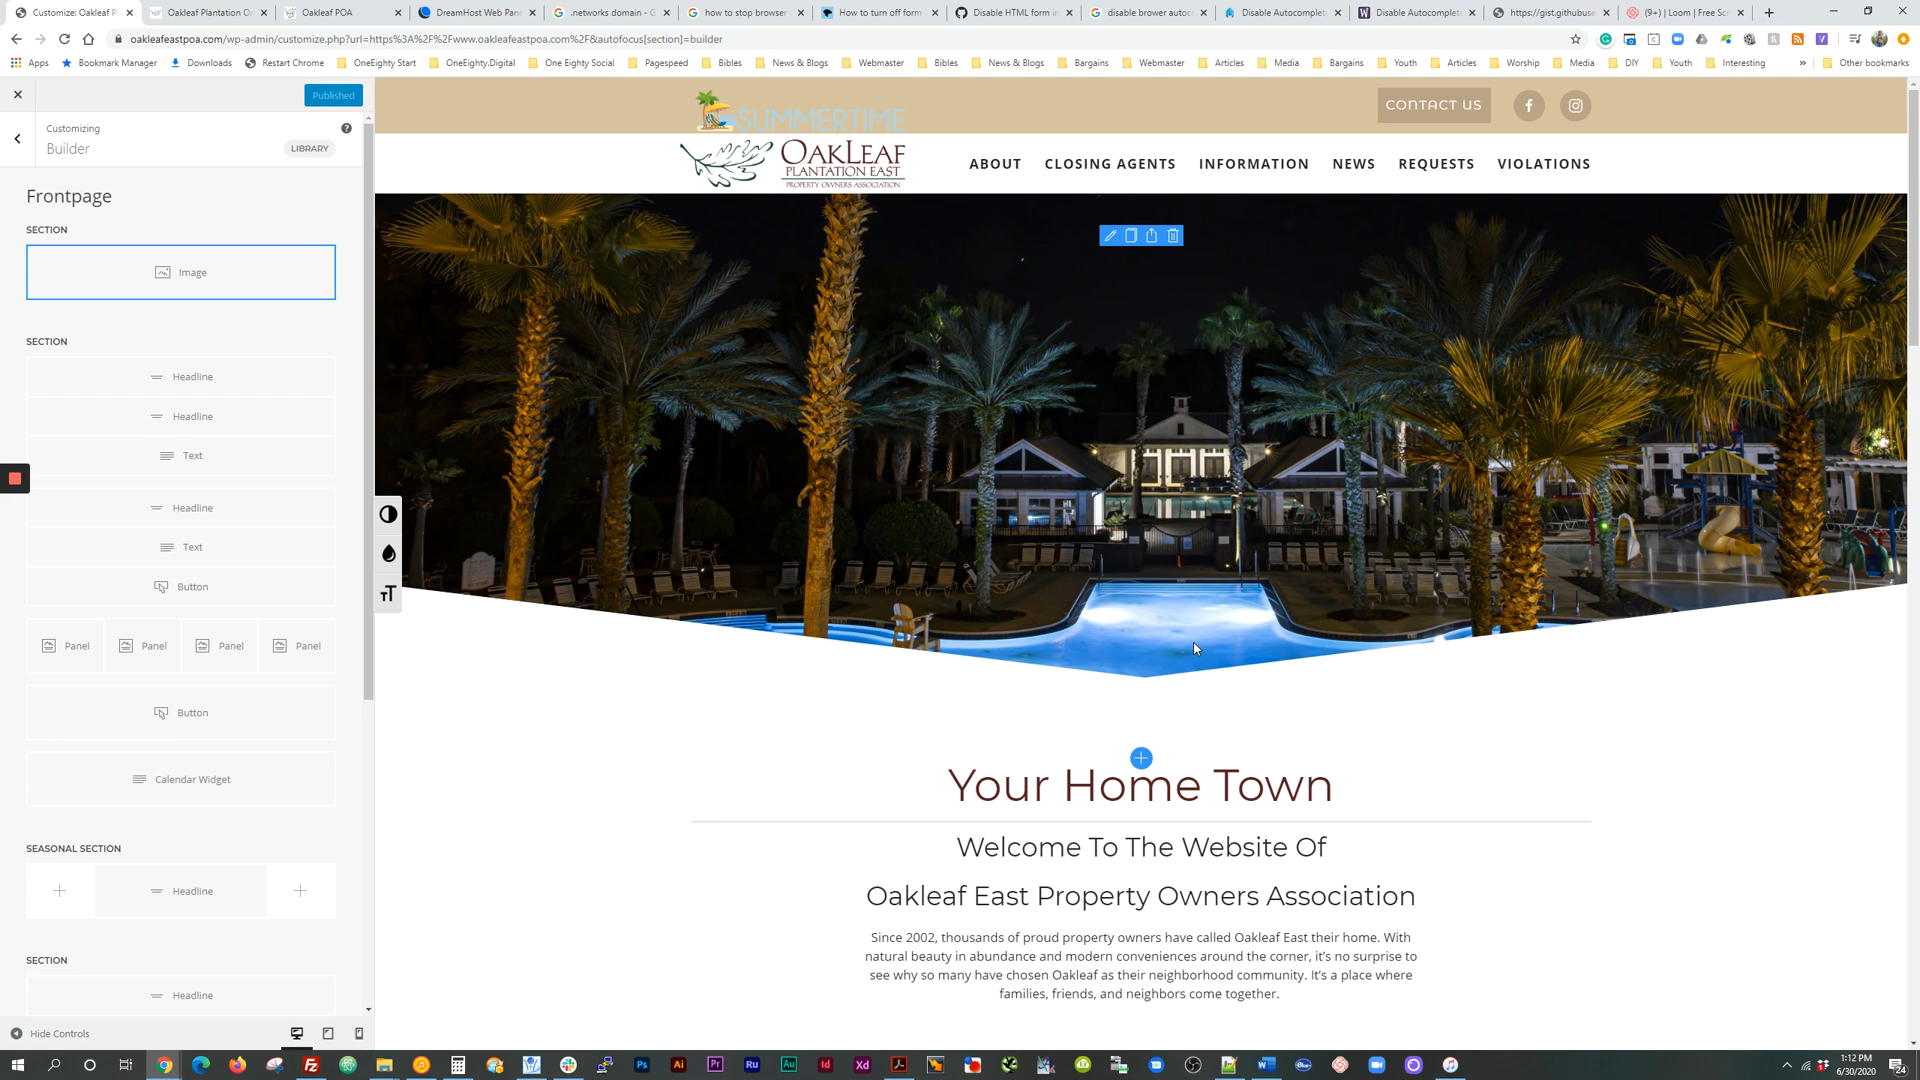 Customize: Oakleaf P
Oakleaf Plantation O
Oakleaf POA
DreamHost Web Pan
.networks domain - G
how to stop browser
How to turn off form
Disable HTML form in
disable brower autoc
Disable Autocomplet
Disable Autocomplet
https://gist.githubuse
(9+) | Loom | Free Scr
oakleafeastpoa.com/wp-admin/customize.php?url=https%3A%2F%2Fwww.oakleafeastpoa.com%2F&autofocus[section]=builder
Apps
Bookmark Manager
Downloads
Restart Chrome
OneEighty Start
OneEighty.Digital
One Eighty Social
Pagespeed
Bibles
News & Blogs
Webmaster
Bibles
News & Blogs
Bargains
Webmaster
Articles
Media
Bargains
Youth
Articles
Worship
Media
DIY
Youth
Interesting
Other bookmarks
Published
Customizing
Builder
LIBRARY
Frontpage
SECTION
Image
SECTION
Headline
Headline
Text
Headline
Text
Button
Panel
Panel
Panel
Panel
Button
Calendar Widget
SEASONAL SECTION
Headline
SECTION
Headline
Hide Controls
SUMMERTIME
CONTACT US
OAKLEAF
PLANTATION EAST
PROPERTY OWNERS ASSOCIATION
ABOUT
CLOSING AGENTS
INFORMATION
NEWS
REQUESTS
VIOLATIONS
Your Home Town
Welcome To The Website Of
Oakleaf East Property Owners Association
Since 2002, thousands of proud property owners have called Oakleaf East their home. With
natural beauty in abundance and modern conveniences around the corner, it's no surprise to
see why so many have chosen Oakleaf as their neighborhood community. It's a place where
families, friends, and neighbors come together.
1:12 PM
6/30/2020
24